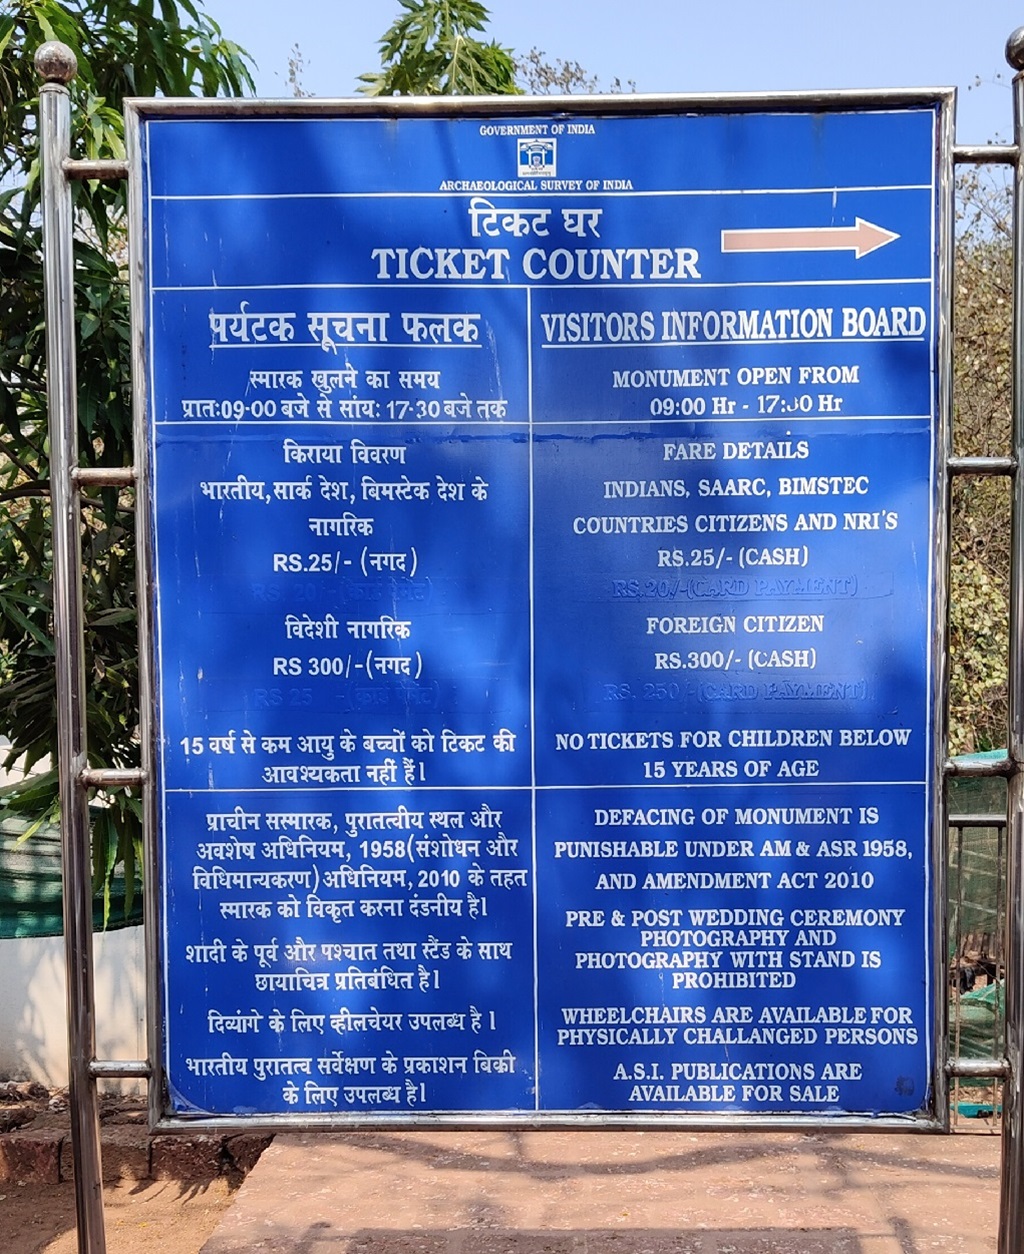 GOVERNMENT OF INDIA
ARCHAEOLOGICAL SURVEY OF INDIA
टिकट घर
TICKET COUNTER
पर्यटक सूचना फलक
स्मारक खुलने का समय
प्रातः09-00 बजे से सांयः 17-30 बजे तक
किराया विवरण
भारतीय,सार्क देश, बिमस्टेक देश के
नागरिक
RS.25/- (नगद)
विदेशी नागरिक
RS 300/-(नगद)
15 वर्ष से कम आयु के बच्चों को टिकट की
आवश्यकता नहीं हैं।
प्राचीन सस्मारक, पुरातत्वीय स्थल और
अवशेष अधिनियम, 1958(संशोधन और
विधिमान्यकरण)अधिनियम, 2010 के तहत
स्मारक को विकृत करना दंडनीय है।
शादी के पूर्व और पश्चात तथा स्टैंड के साथ
छायाचित्र प्रतिबंधित है।
दिव्यांगे के लिए व्हीलचेयर उपलब्ध है ।
भारतीय पुरातत्व सर्वेक्षण के प्रकाशन बिकी
के लिए उपलब्ध है।
VISITORS INFORMATION BOARD
MONUMENT OPEN FROM
09:00 Hr - 17:30 Hr
FARE DETAILS
INDIANS, SAARC, BIMSTEC
COUNTRIES CITIZENS AND NRI'S
RS.25/- (CASH)
RS.20/-(CARD PAYMENT)
FOREIGN CITIZEN
RS.300/- (CASH)
RS. 250 -(CARD PAYMENT)
NO TICKETS FOR CHILDREN BELOW
15 YEARS OF AGE
DEFACING OF MONUMENT IS
PUNISHABLE UNDER AM & ASR 1958,
AND AMENDMENT ACT 2010
PRE & POST WEDDING CEREMONY
PHOTOGRAPHY AND
PHOTOGRAPHY WITH STAND IS
PROHIBITED
WHEELCHAIRS ARE AVAILABLE FOR
PHYSICALLY CHALLANGED PERSONS
A.S.I. PUBLICATIONS ARE
AVAILABLE FOR SALE